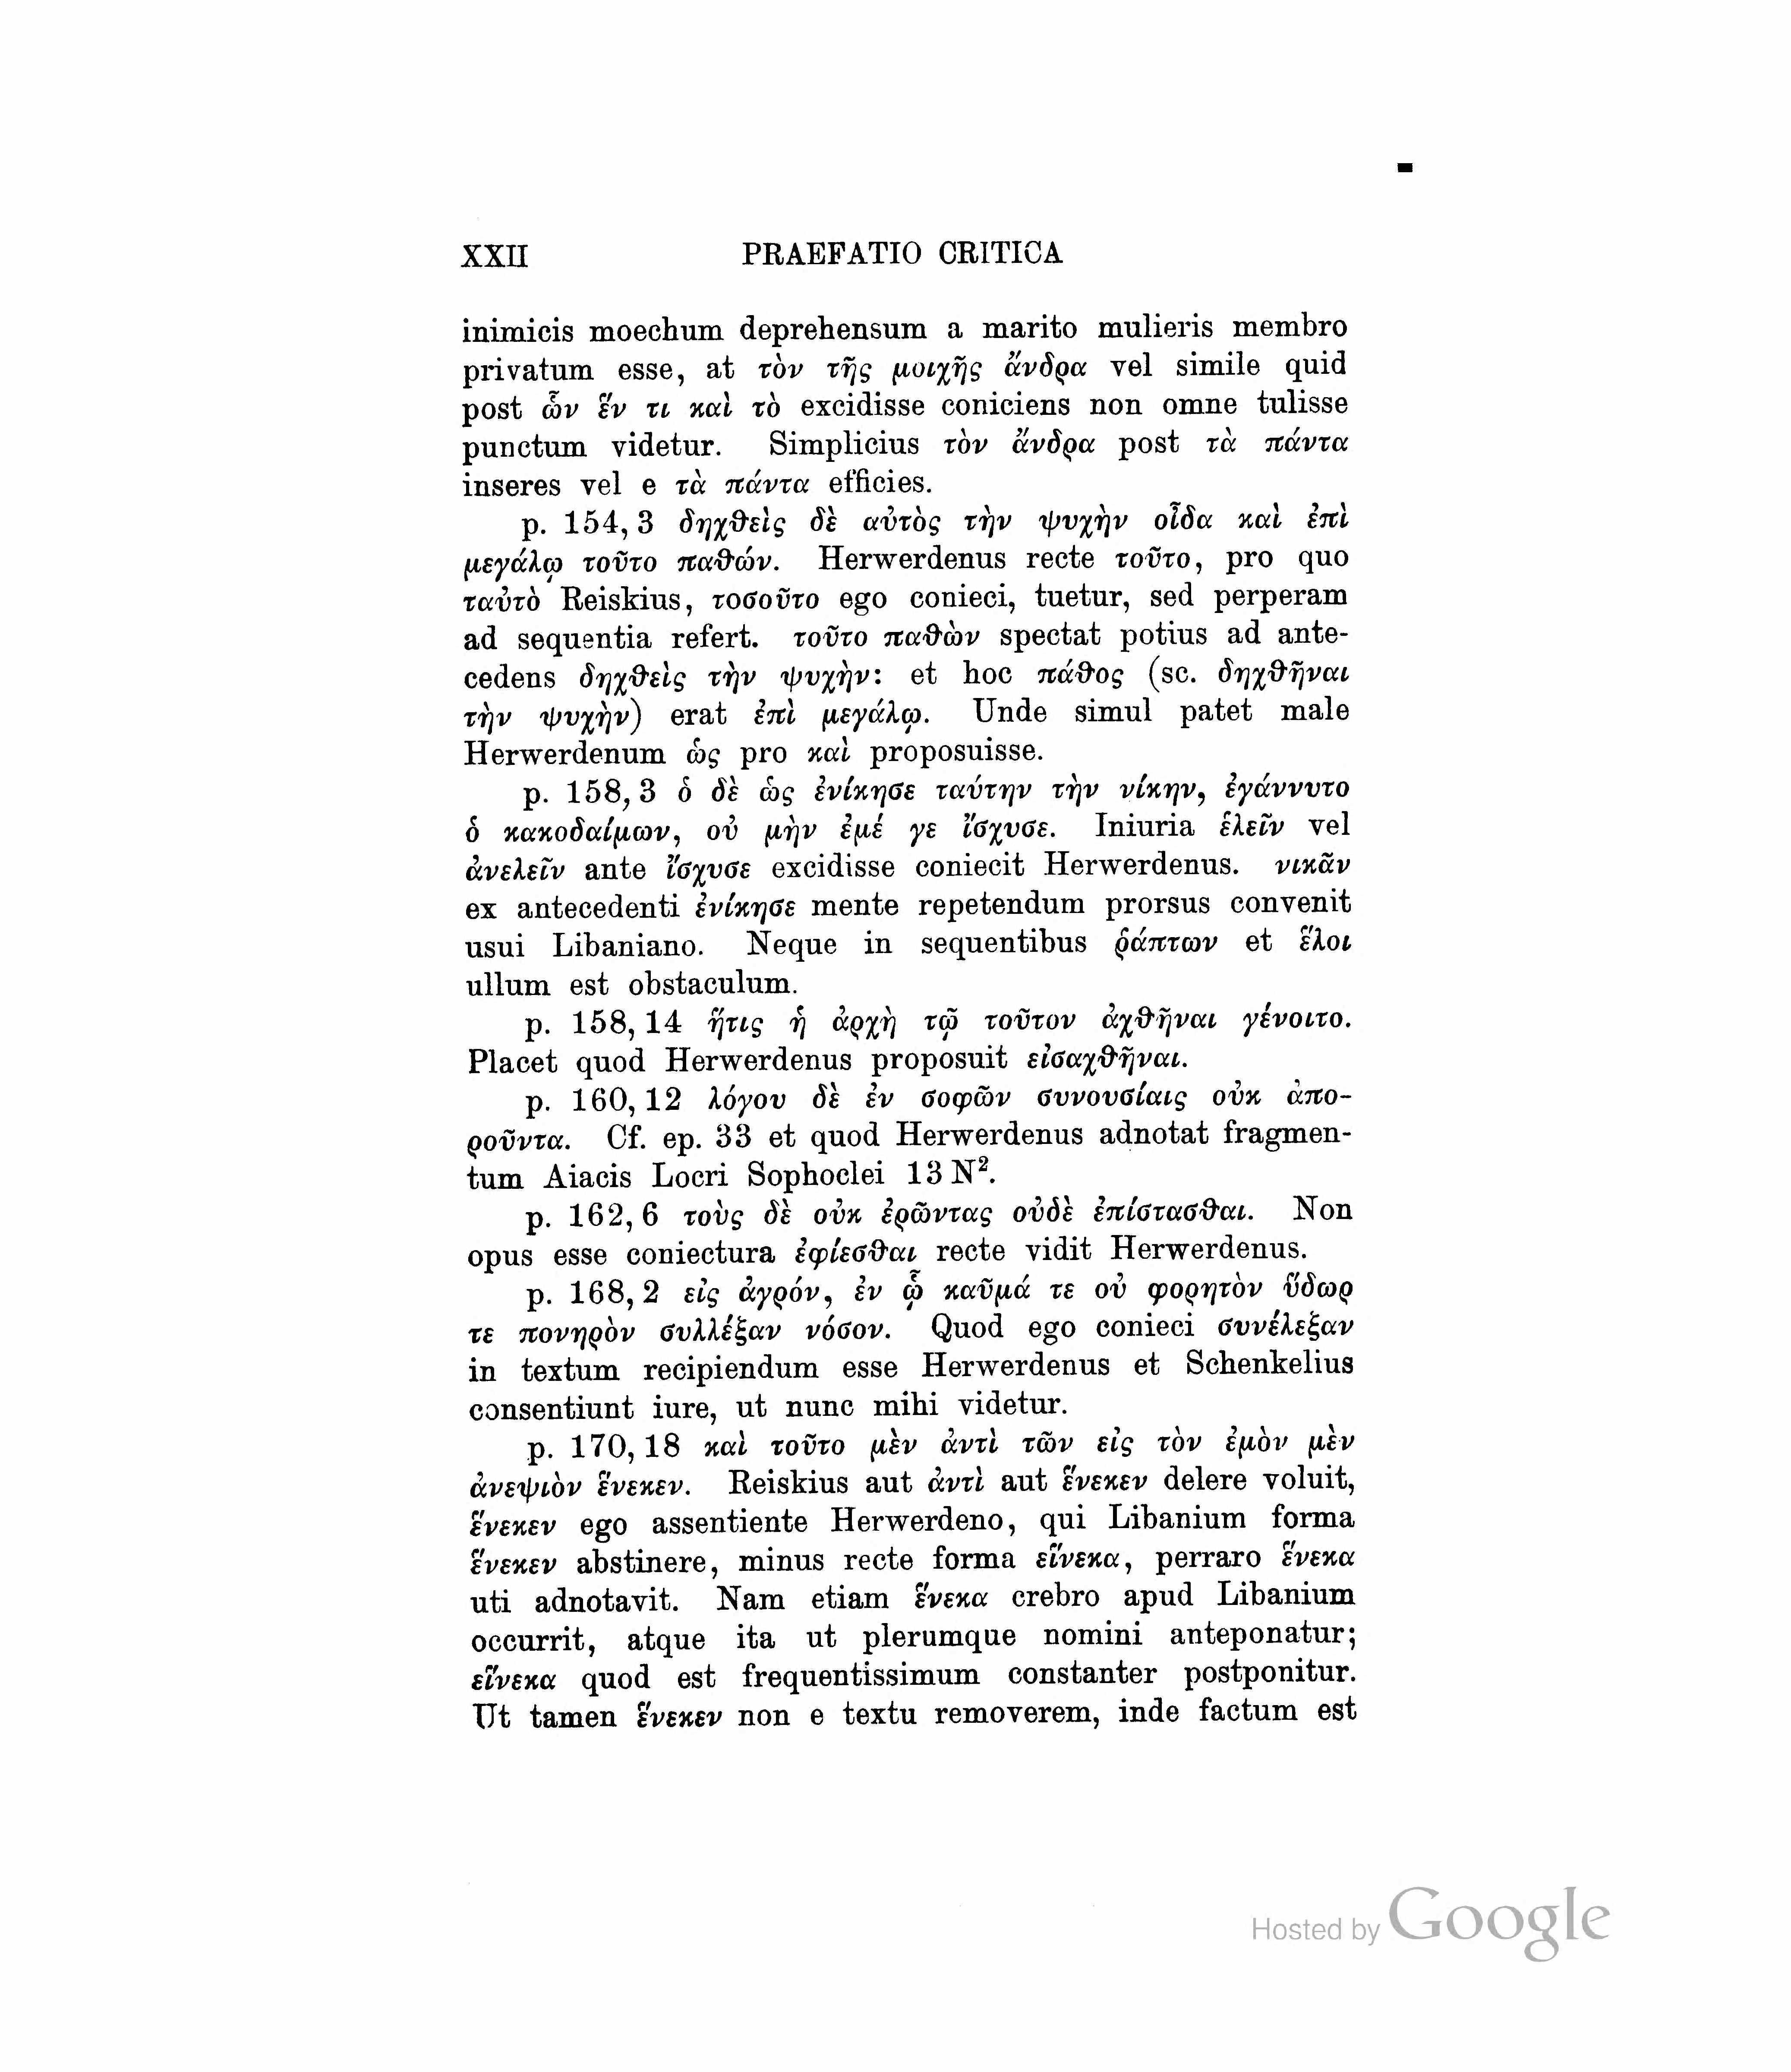 XXII PRAEFATIO CRITICA
inimicis moechum deprehensum a marito mulieris membro
privatum esse, at τὸν τῆς μοιχῆς ἄνδρα vel simile quid
post ὧν ἕν τι καὶ τὸ excidisse coniciens non omne tulisse
punctum videtur. Simplicius τὸν ἄνδρα post τὰ πάντα
inseres vel e τὰ πάντα efficies.
p. 154, 3 δηχθεὶς δὲ αὐτὸς τὴν ψυχὴν οἶδα καὶ ἐπὶ
μεγάλῳ τοῦτο παθών. Herwerdenus recte τοῦτο, pro quo
ταὐτὸ Reiskius, τοσοῦτο ego conieci, tuetur, sed perperam
ad sequentia refert. τοῦτο παθὼν spectat potius ad ante-
cedens δηχθεὶς τὴν ψυχὴν: et hoc πάθος (sc. δηχθῆναι
τὴν ψυχὴν) erat ἐπὶ μεγάλῳ. Unde simul patet male
Herwerdenum ὡς pro καὶ proposuisse.
p. 158, 3 ὁ δὲ ὡς ἐνίκησε ταύτην τὴν νίκην, ἐγάννυτο
ὁ κακοδαίμων, οὐ μὴν ἐμέ γε ἴσχυσε. Iniuria ἑλεῖν vel
ἀνελεῖν ante ἴσχυσε excidisse coniecit Herwerdenus. νικᾶν
ex antecedenti ἐνίκησε mente repetendum prorsus convenit
usui Libaniano. Neque in sequentibus ῥάπτων et ἕλοι
ullum est obstaculum.
p. 158, 14 ἥτις ἡ ἀρχὴ τῷ τοῦτον ἀχθῆναι γένοιτο.
Placet quod Herwerdenus proposuit εἰσαχθῆναι.
p. 160, 12 λόγου δὲ ἐν σοφῶν συνουσίαις οὐκ ἀπο-
ροῦντα. Cf. ep. 33 et quod Herwerdenus adnotat fragmen-
tum Aiacis Locri Sophoclei 13 N².
p. 162, 6 τοὺς δὲ οὐκ ἐρῶντας οὐδὲ ἐπίστασθαι. Non
opus esse coniectura ἐφίεσθαι recte vidit Herwerdenus.
p. 168, 2 εἰς ἀγρόν, ἐν ᾧ καῦμά τε οὐ φορητὸν ὕδωρ
τε πονηρὸν συλλέξαν νόσον. Quod ego conieci συνέλεξαν
in textum recipiendum esse Herwerdenus et Schenkelius
consentiunt iure, ut nunc mihi videtur.
p. 170, 18 καὶ τοῦτο μὲν ἀντὶ τῶν εἰς τὸν ἐμὸν μὲν
ἀνεψιὸν ἕνεκεν. Reiskius aut ἀντὶ aut ἕνεκεν delere voluit,
ἕνεκεν ego assentiente Herwerdeno, qui Libanium forma
ἕνεκεν abstinere, minus recte forma εἵνεκα, perraro ἕνεκα
uti adnotavit. Nam etiam ἕνεκα crebro apud Libanium
occurrit, atque ita ut plerumque nomini anteponatur;
εἵνεκα quod est frequentissimum constanter postponitur.
Ut tamen ἕνεκεν non e textu removerem, inde factum est
Hosted by Google